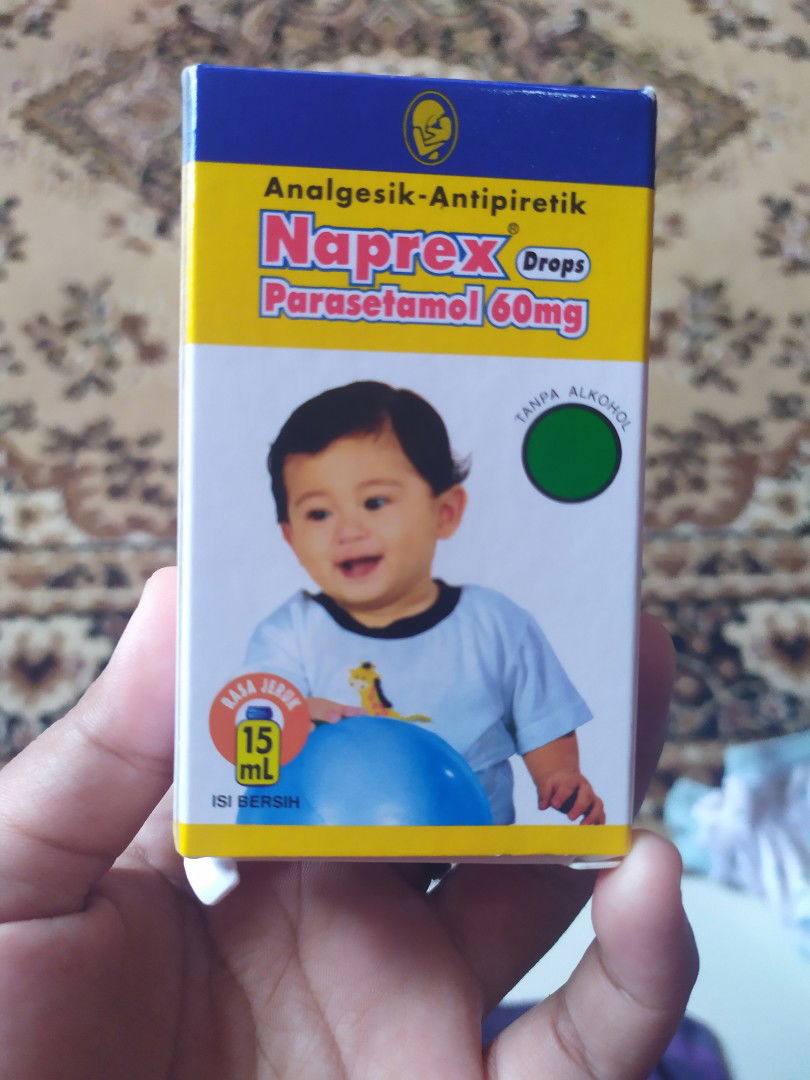 Analgesik-Antipiretik
Naprex® Drops
Parasetamol 60mg
TANPA ALKOHOL
RASA JERUK
15
mL
ISI BERSIH